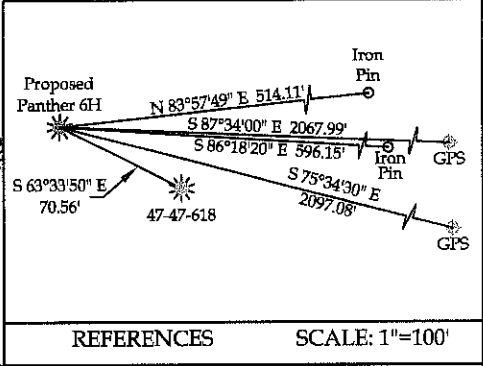 Iron
Pin
Proposed
Panther 6H
N 83°57'49" E 514.11'
S 87°34'00" E 2067.99'
S 86°18'20" E 596.15'
Iron
Pin
GPS
S 63°33'50" E
70.56'
47-47-618
S 75°34'30" E
2097.08'
GPS
REFERENCES SCALE: 1"=100'